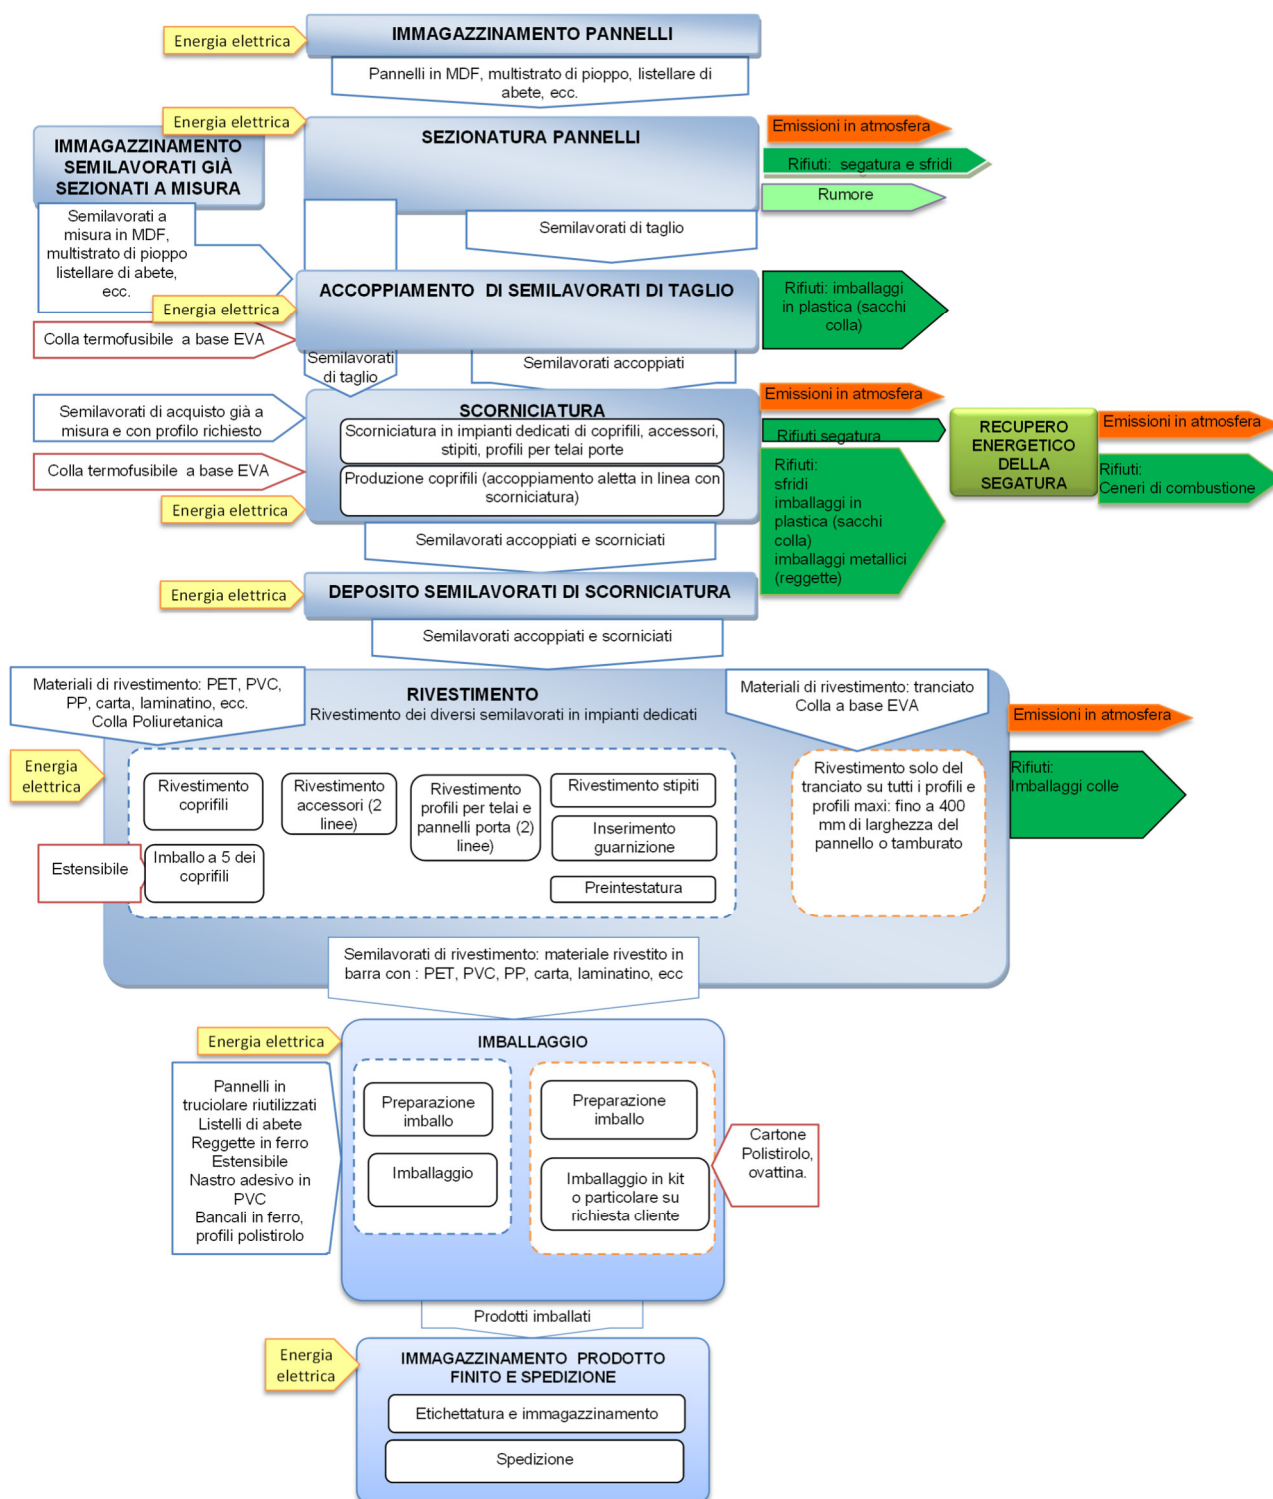 Energia elettrica
IMMAGAZZINAMENTO PANNELLI
Pannelli in MDF, multistrato di pioppo, listellare di
abete, ecc.
Energia elettrica
SEZIONATURA PANNELLI
Emissioni in atmosfera
Rifiuti: segatura e sfridi
Rumore
IMMAGAZZINAMENTO
SEMILAVORATI GIÀ
SEZIONATI A MISURA
Semilavorati a
misura in MDF,
multistrato di pioppo
listellare di abete,
ecc.
Semilavorati di taglio
Energia elettrica
ACCOPPIAMENTO DI SEMILAVORATI DI TAGLIO
Rifiuti: imballaggi
in plastica (sacchi
colla)
Colla termofusibile a base EVA
Semilavorati
di taglio
Semilavorati accoppiati
Semilavorati di acquisto già a
misura e con profilo richiesto
Colla termofusibile a base EVA
Energia elettrica
SCORNICIATURA
Scorniciatura in impianti dedicati di coprifili, accessori,
stipiti, profili per telai porte
Produzione coprifili (accoppiamento aletta in linea con
scorniciatura)
Emissioni in atmosfera
Rifiuti segatura
Rifiuti:
sfridi
imballaggi in
plastica (sacchi
colla)
imballaggi metallici
(reggette)
RECUPERO
ENERGETICO
DELLA
SEGATURA
Emissioni in atmosfera
Rifiuti:
Ceneri di combustione
Semilavorati accoppiati e scorniciati
Energia elettrica
DEPOSITO SEMILAVORATI DI SCORNICIATURA
Semilavorati accoppiati e scorniciati
Materiali di rivestimento: PET, PVC,
PP, carta, laminatino, ecc.
Colla Poliuretanica
RIVESTIMENTO
Rivestimento dei diversi semilavorati in impianti dedicati
Materiali di rivestimento: tranciato
Colla a base EVA
Emissioni in atmosfera
Rifiuti:
Imballaggi colle
Energia
elettrica
Rivestimento
coprifili
Rivestimento
accessori (2
linee)
Rivestimento
profili per telai e
pannelli porta (2)
linee)
Rivestimento stipiti
Inserimento
guarnizione
Preintestatura
Rivestimento solo del
tranciato su tutti i profili e
profili maxi: fino a 400
mm di larghezza del
pannello o tamburato
Estensibile
Imballo a 5 dei
coprifili
Semilavorati di rivestimento: materiale rivestito in
barra con : PET, PVC, PP, carta, laminatino, ecc
Energia elettrica
IMBALLAGGIO
Pannelli in
truciolare riutilizzati
Listelli di abete
Reggette in ferro
Estensibile
Nastro adesivo in
PVC
Bancali in ferro,
profili polistirolo
Preparazione
imballo
Imballaggio
Preparazione
imballo
Imballaggio in kit
o particolare su
richiesta cliente
Cartone
Polistirolo,
ovattina.
Prodotti imballati
Energia
elettrica
IMMAGAZZINAMENTO PRODOTTO
FINITO E SPEDIZIONE
Etichettatura e immagazzinamento
Spedizione